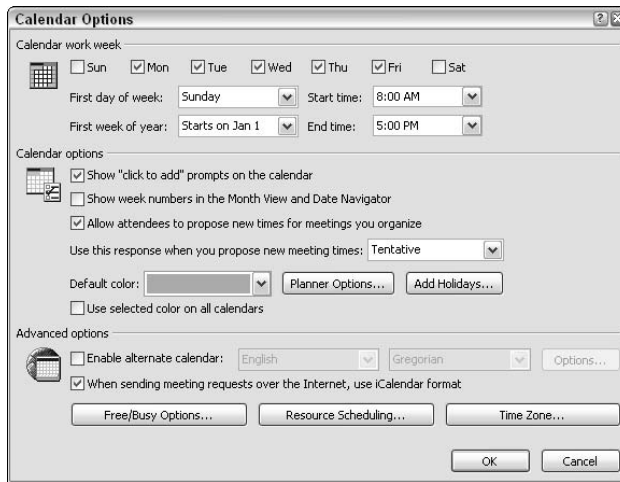 Calendar Options
Calendar work week
Sun Mon Tue Wed Thu Fri Sat
First day of week: Sunday Start time: 8:00 AM
First week of year: Starts on Jan 1 End time: 5:00 PM
Calendar options
Show "click to add" prompts on the calendar
Show week numbers in the Month View and Date Navigator
Allow attendees to propose new times for meetings you organize
Use this response when you propose new meeting times: Tentative
Default color: Planner Options... Add Holidays...
Use selected color on all calendars
Advanced options
Enable alternate calendar: English Gregorian Options...
When sending meeting requests over the Internet, use iCalendar format
Free/Busy Options... Resource Scheduling... Time Zone...
OK Cancel